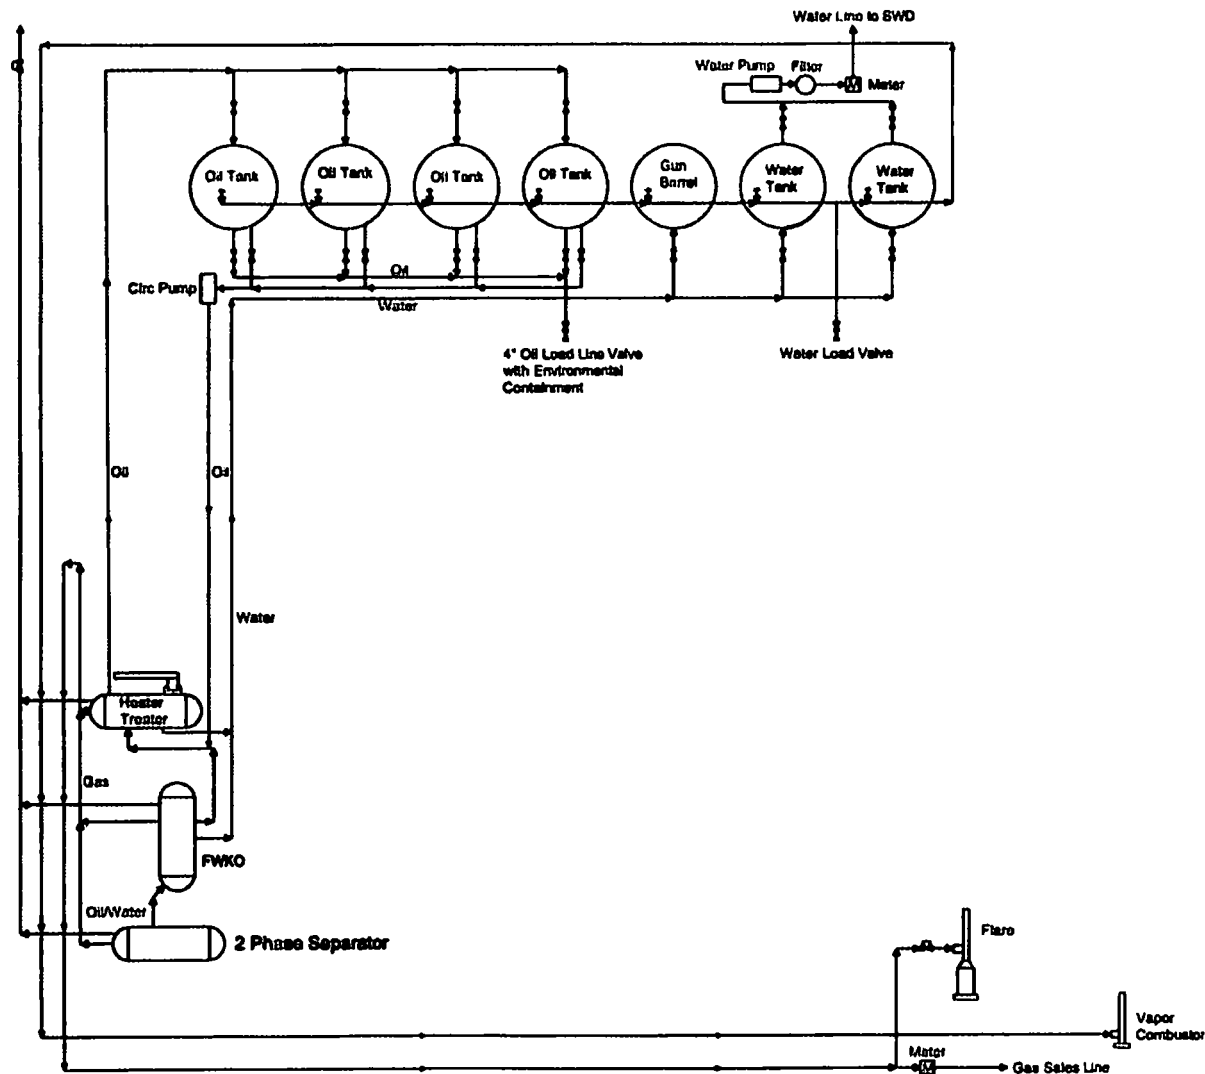 Water Line to SWD
Water Pump
Filter
Meter
Oil Tank
Oil Tank
Oil Tank
Oil Tank
Gun
Barrel
Water
Tank
Water
Tank
Oil
Circ Pump
Water
4" Oil Load Line Valve
with Environmental
Containment
Water Load Valve
Oil
Oil
Water
Heater
Treater
Gas
FWKO
Oil/Water
2 Phase Separator
Flare
Vapor
Combustor
Meter
M
Gas Sales Line